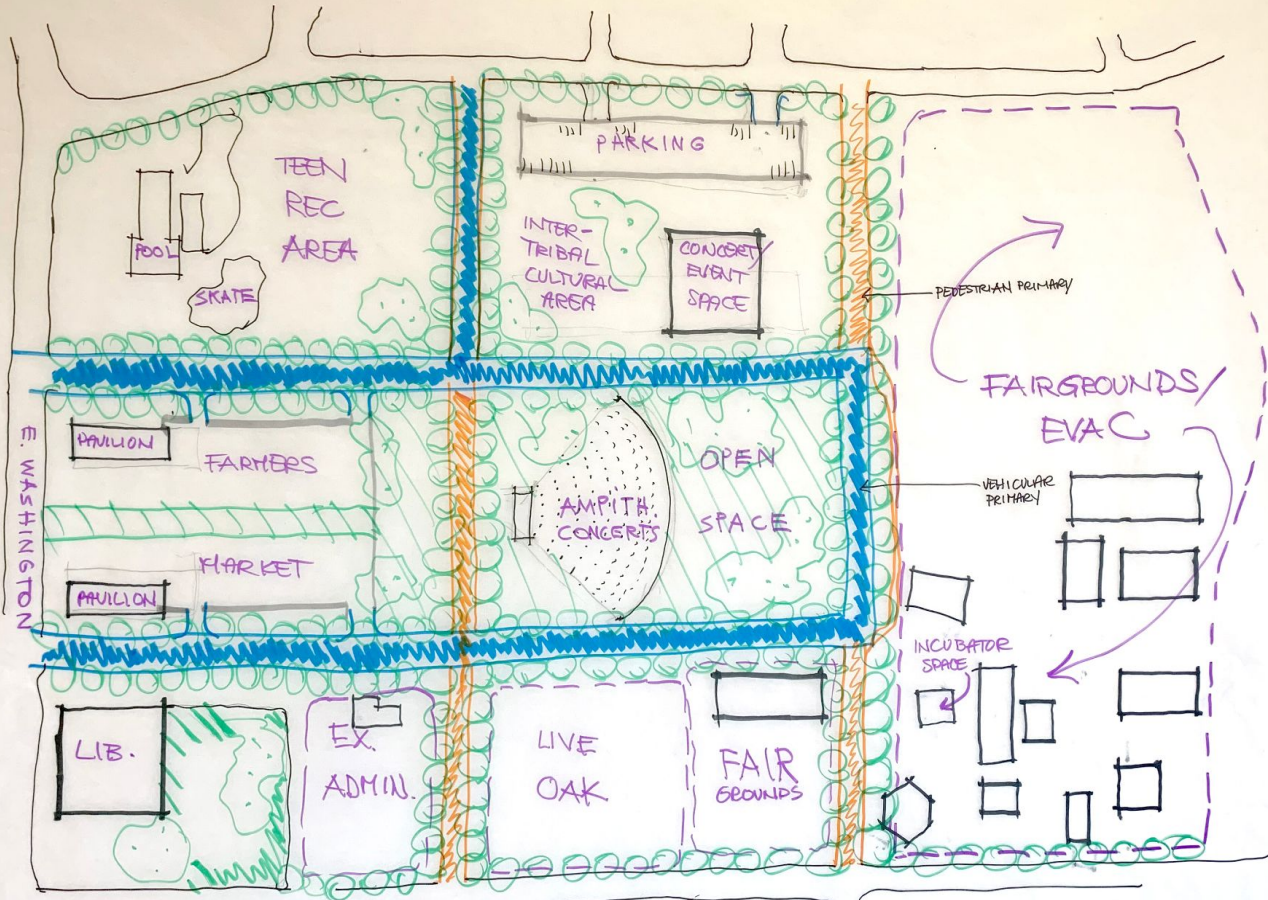 TEEN
REC
AREA
POOL
SKATE
PARKING
INTER-
TRIBAL
CULTURAL
AREA
CONCERT/
EVENT
SPACE
PEDESTRIAN PRIMARY
FAIRGROUNDS/
EVAC
E. WASHINGTON
PAVILION
FARMERS
MARKET
PAVILION
AMPITH
CONCERTS
OPEN
SPACE
VEHICULAR
PRIMARY
INCUBATOR
SPACE
LIB.
EX.
ADMIN.
LIVE
OAK
FAIR
GROUNDS